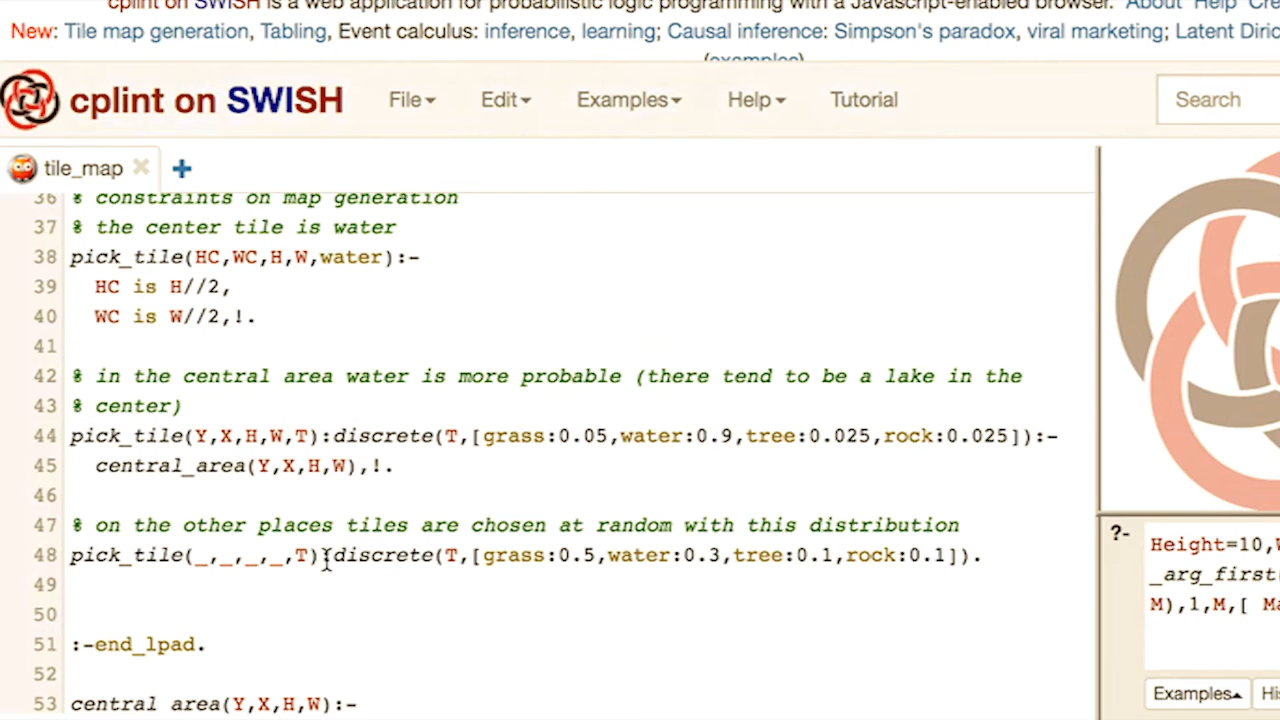 cplint on SWISH is a web application for probabilistic logic programming with a Javascript-enabled browser. About Help Cre
New: Tile map generation, Tabling, Event calculus: inference, learning; Causal inference: Simpson's paradox, viral marketing; Latent Diric
(examples)
cplint on SWISH File Edit Examples Help Tutorial Search
tile_map
36 % constraints on map generation
37 % the center tile is water
38 pick_tile(HC,WC,H,W,water):-
39 HC is H//2,
40 WC is W//2,!.
41
42 % in the central area water is more probable (there tend to be a lake in the
43 % center)
44 pick_tile(Y,X,H,W,T):discrete(T,[grass:0.05,water:0.9,tree:0.025,rock:0.025]):-
45 central_area(Y,X,H,W),!.
46
47 % on the other places tiles are chosen at random with this distribution
48 pick_tile(_,_,_,_,T):discrete(T,[grass:0.5,water:0.3,tree:0.1,rock:0.1]).
49
50
51 :-end_lpad.
52
53 central_area(Y,X,H,W):-
?- Height=10,W
_arg_first(
M),1,M,[ Ma
Examples Hi